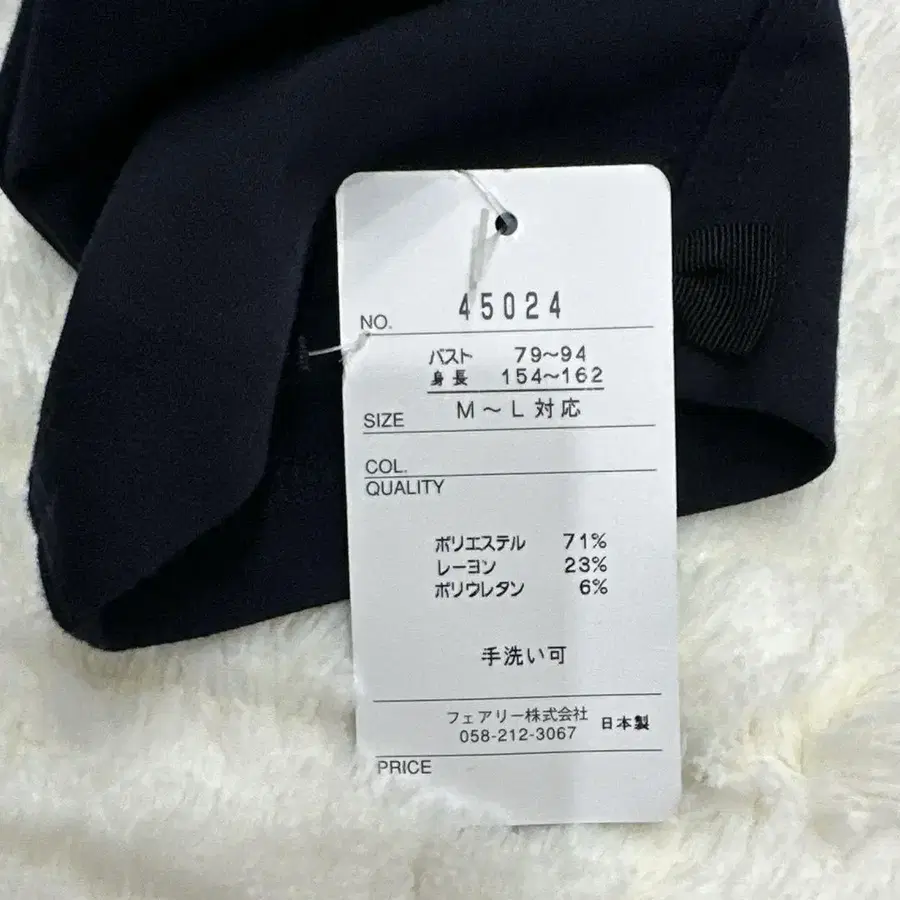 NO. 45024
バスト 79～94
身長 154～162
SIZE M～L対応
COL.
QUALITY
ポリエステル 71%
レーヨン 23%
ポリウレタン 6%
手洗い可
フェアリー株式会社 日本製
058-212-3067
PRICE